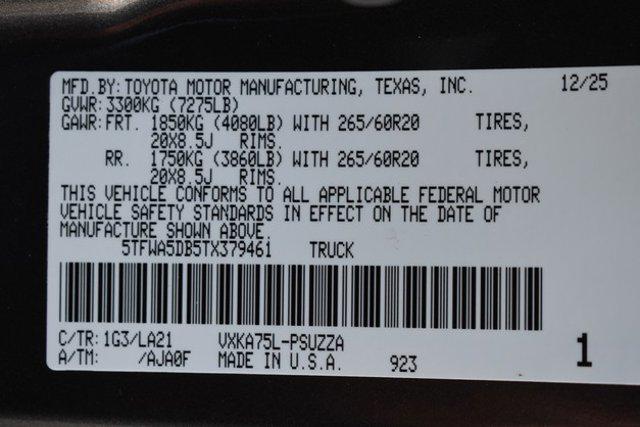 MFD.BY:TOYOTA MOTOR MANUFACTURING, TEXAS, INC. 12/25
GVWR:3300KG (7275LB)
GAWR:FRT. 1850KG (4080LB) WITH 265/60R20 TIRES,
20X8.5J RIMS.
RR. 1750KG (3860LB) WITH 265/60R20 TIRES,
20X8.5J RIMS.
THIS VEHICLE CONFORMS TO ALL APPLICABLE FEDERAL MOTOR
VEHICLE SAFETY STANDARDS IN EFFECT ON THE DATE OF
MANUFACTURE SHOWN ABOVE.
5TFWA5DB5TX379461 TRUCK
C/TR:1G3/LA21 VXKA75L-PSUZZA
A/TM: /AJA0F MADE IN U.S.A. 923 1